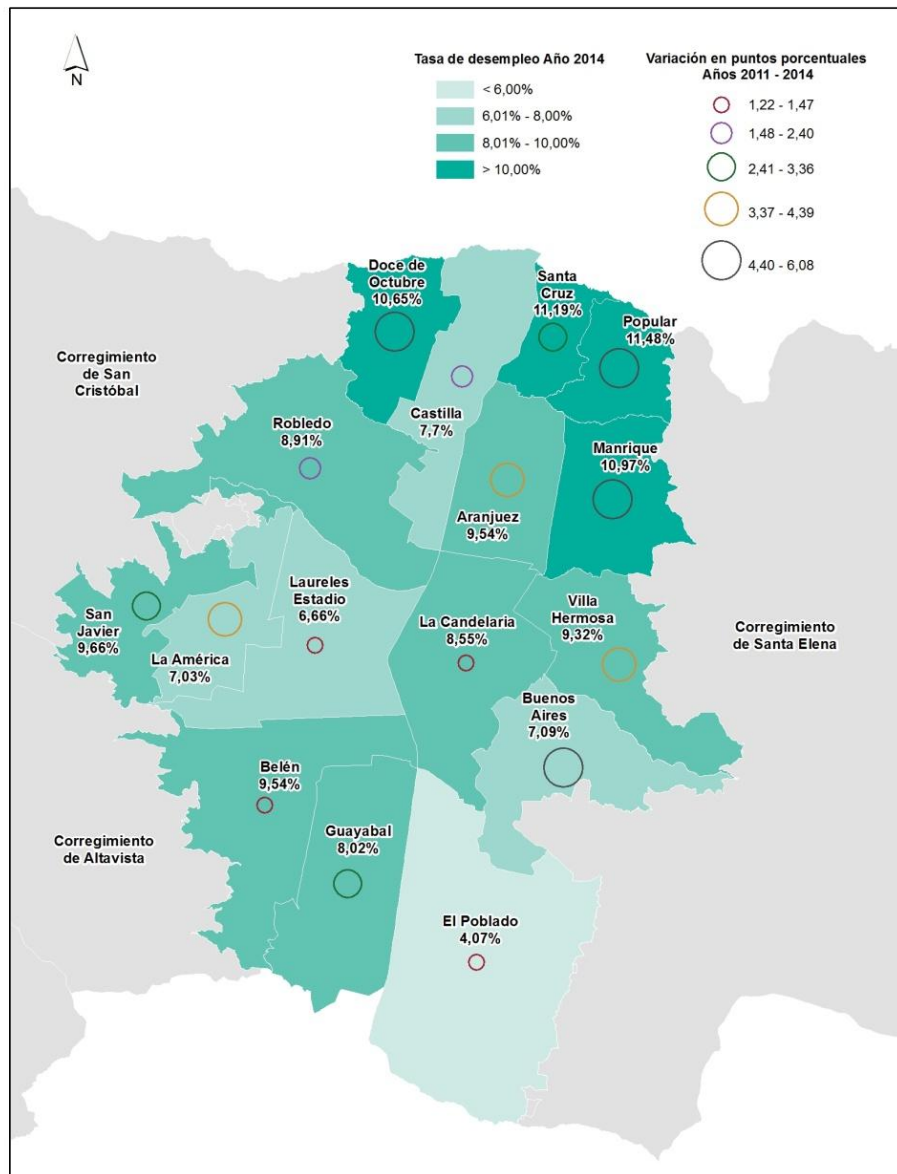 N
Tasa de desempleo Año 2014
< 6,00%
6,01% - 8,00%
8,01% - 10,00%
> 10,00%
Variación en puntos porcentuales
Años 2011 - 2014
1,22 - 1,47
1,48 - 2,40
2,41 - 3,36
3,37 - 4,39
4,40 - 6,08
Doce de
Octubre
10,65%
Santa
Cruz
11,19%
Popular
11,48%
Corregimiento
de San
Cristóbal
Castilla
7,7%
Robledo
8,91%
Manrique
10,97%
Aranjuez
9,54%
Laureles
Estadio
6,66%
San
Javier
9,66%
La América
7,03%
La Candelaria
8,55%
Villa
Hermosa
9,32%
Corregimiento
de Santa Elena
Buenos
Aires
7,09%
Belén
9,54%
Guayabal
8,02%
Corregimiento
de Altavista
El Poblado
4,07%